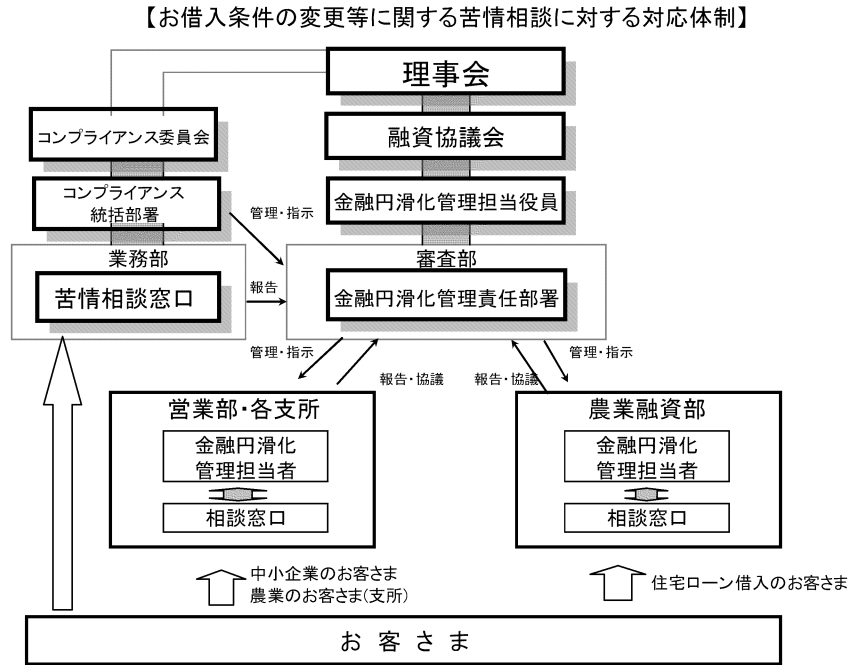 【お借入条件の変更等に関する苦情相談に対する対応体制】
理事会
コンプライアンス委員会
融資協議会
コンプライアンス
統括部署
金融円滑化管理担当役員
管理・指示
業務部
審査部
苦情相談窓口
報告
金融円滑化管理責任部署
管理・指示
報告・協議
報告・協議
管理・指示
営業部・各支所
金融円滑化
管理担当者
相談窓口
農業融資部
金融円滑化
管理担当者
相談窓口
中小企業のお客さま
農業のお客さま(支所)
住宅ローン借入のお客さま
お客さま